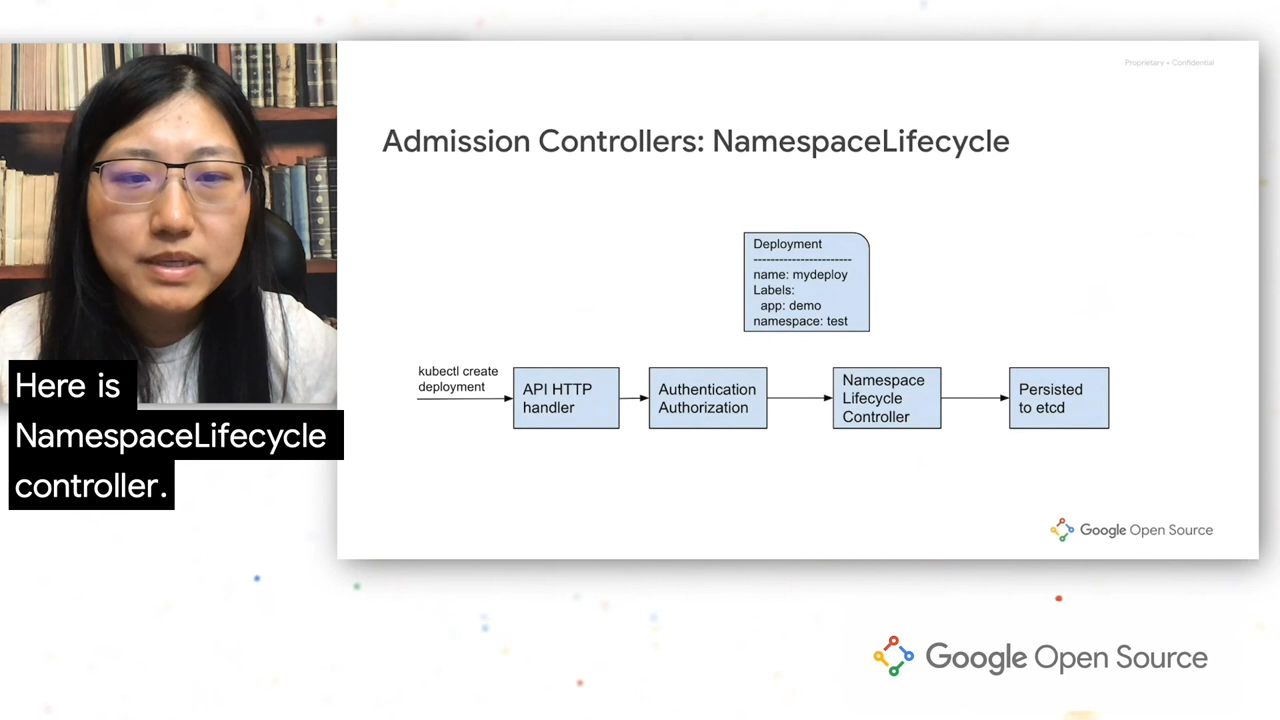 Proprietary + Confidential
Admission Controllers: NamespaceLifecycle
Deployment
-----------------------
name: mydeploy
Labels:
app: demo
namespace: test
kubectl create
deployment
API HTTP
handler
Authentication
Authorization
Namespace
Lifecycle
Controller
Persisted
to etcd
Google Open Source
Here is
NamespaceLifecycle
controller.
Google Open Source